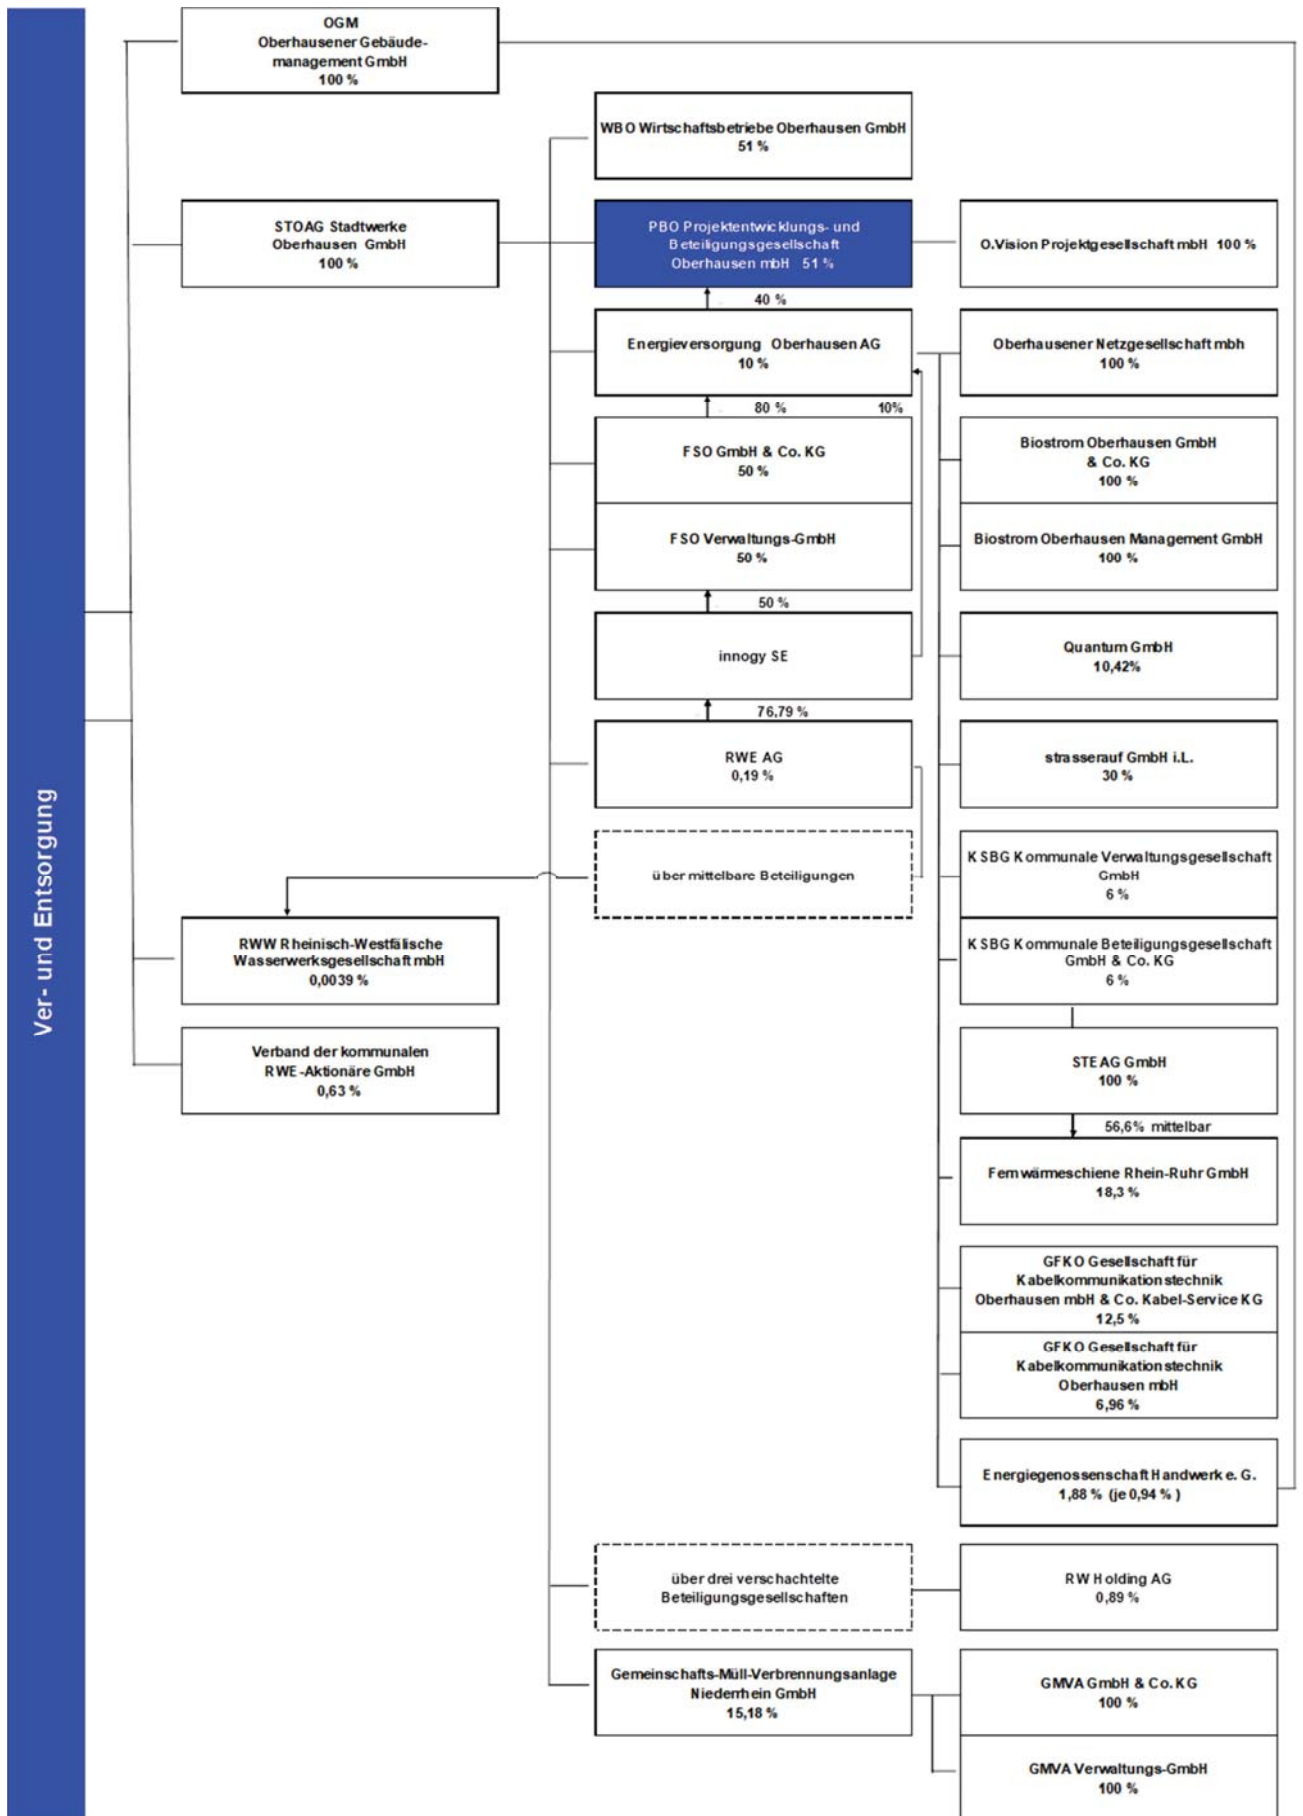 Ver- und Entsorgung
OGM
Oberhausener Gebäude-
management GmbH
100 %
STOAG Stadtwerke
Oberhausen GmbH
100 %
RWW Rheinisch-Westfälische
Wasserwerksgesellschaft mbH
0,0039 %
Verband der kommunalen
RWE-Aktionäre GmbH
0,63 %
WBO Wirtschaftsbetriebe Oberhausen GmbH
51 %
PBO Projektentwicklungs- und
Beteiligungsgesellschaft
Oberhausen mbH 51 %
40 %
Energieversorgung Oberhausen AG
10 %
80 %
10%
FSO GmbH & Co. KG
50 %
FSO Verwaltungs-GmbH
50 %
50 %
innogy SE
76,79 %
RWE AG
0,19 %
über mittelbare Beteiligungen
über drei verschachtelte
Beteiligungsgesellschaften
Gemeinschafts-Müll-Verbrennungsanlage
Niederrhein GmbH
15,18 %
O.Vision Projektgesellschaft mbH 100 %
Oberhausener Netzgesellschaft mbh
100 %
Biostrom Oberhausen GmbH
& Co. KG
100 %
Biostrom Oberhausen Management GmbH
100 %
Quantum GmbH
10,42%
strasserauf GmbH i.L.
30 %
KSBG Kommunale Verwaltungsgesellschaft
GmbH
6 %
KSBG Kommunale Beteiligungsgesellschaft
GmbH & Co. KG
6 %
STEAG GmbH
100 %
56,6% mittelbar
Fernwärmeschiene Rhein-Ruhr GmbH
18,3 %
GFKO Gesellschaft für
Kabelkommunikationstechnik
Oberhausen mbH & Co. Kabel-Service KG
12,5 %
GFKO Gesellschaft für
Kabelkommunikationstechnik
Oberhausen mbH
6,96 %
Energiegenossenschaft Handwerk e. G.
1,88 % (je 0,94 % )
RW Holding AG
0,89 %
GMVA GmbH & Co. KG
100 %
GMVA Verwaltungs-GmbH
100 %